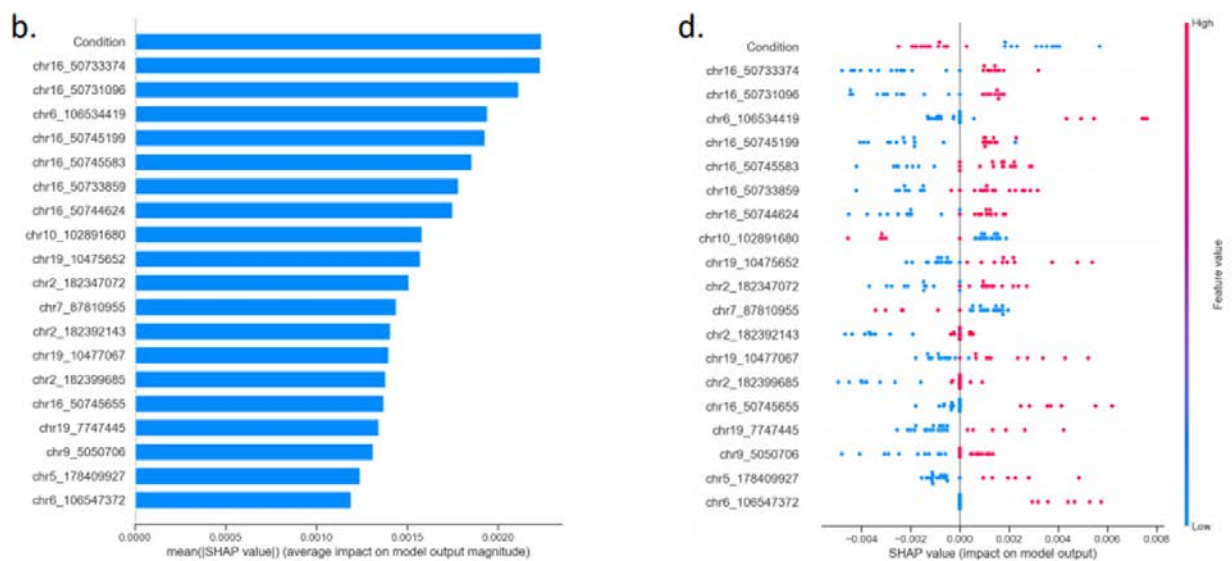 b.
Condition
chr16_50733374
chr16_50731096
chr6_106534419
chr16_50745199
chr16_50745583
chr16_50733859
chr16_50744624
chr10_102891680
chr19_10475652
chr2_182347072
chr7_87810955
chr2_182392143
chr19_10477067
chr2_182399685
chr16_50745655
chr19_7747445
chr9_5050706
chr5_178409927
chr6_106547372
0.0000 0.0005 0.0010 0.0015 0.0020
mean(|SHAP value|) (average impact on model output magnitude)
d.
Condition
chr16_50733374
chr16_50731096
chr6_106534419
chr16_50745199
chr16_50745583
chr16_50733859
chr16_50744624
chr10_102891680
chr19_10475652
chr2_182347072
chr7_87810955
chr2_182392143
chr19_10477067
chr2_182399685
chr16_50745655
chr19_7747445
chr9_5050706
chr5_178409927
chr6_106547372
−0.004 −0.002 0.000 0.002 0.004 0.006 0.008
SHAP value (impact on model output)
High
Feature value
Low